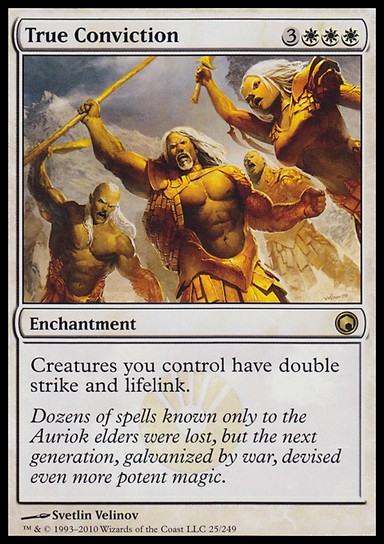 True Conviction 3
Enchantment
Creatures you control have double
strike and lifelink.
Dozens of spells known only to the
Auriok elders were lost, but the next
generation, galvanized by war, devised
even more potent magic.
Svetlin Velinov
™ & © 1993–2010 Wizards of the Coast LLC 25/249